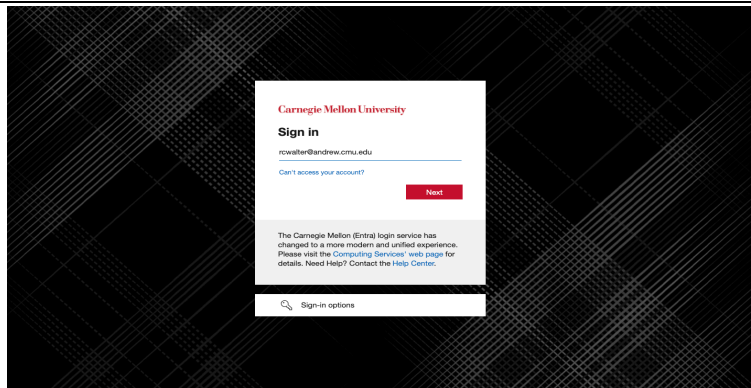 Carnegie Mellon University
Sign in
rcwalter@andrew.cmu.edu
Can't access your account?
Next
The Carnegie Mellon (Entra) login service has
changed to a more modern and unified experience.
Please visit the Computing Services' web page for
details. Need Help? Contact the Help Center.
Sign-in options